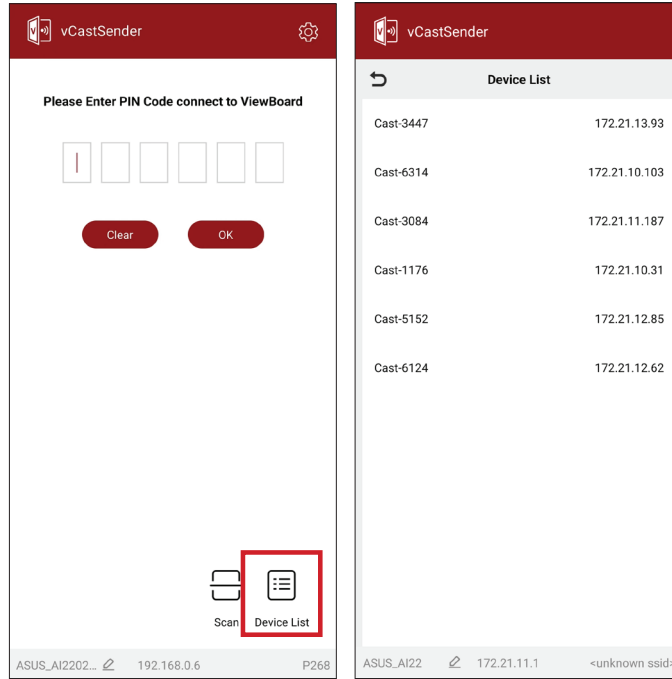 vCastSender
Please Enter PIN Code connect to ViewBoard
Clear OK
Scan Device List
ASUS_AI2202... 192.168.0.6 P268
vCastSender
Device List
Cast-3447 172.21.13.93
Cast-6314 172.21.10.103
Cast-3084 172.21.11.187
Cast-1176 172.21.10.31
Cast-5152 172.21.12.85
Cast-6124 172.21.12.62
ASUS_AI22 172.21.11.1 <unknown ssid>